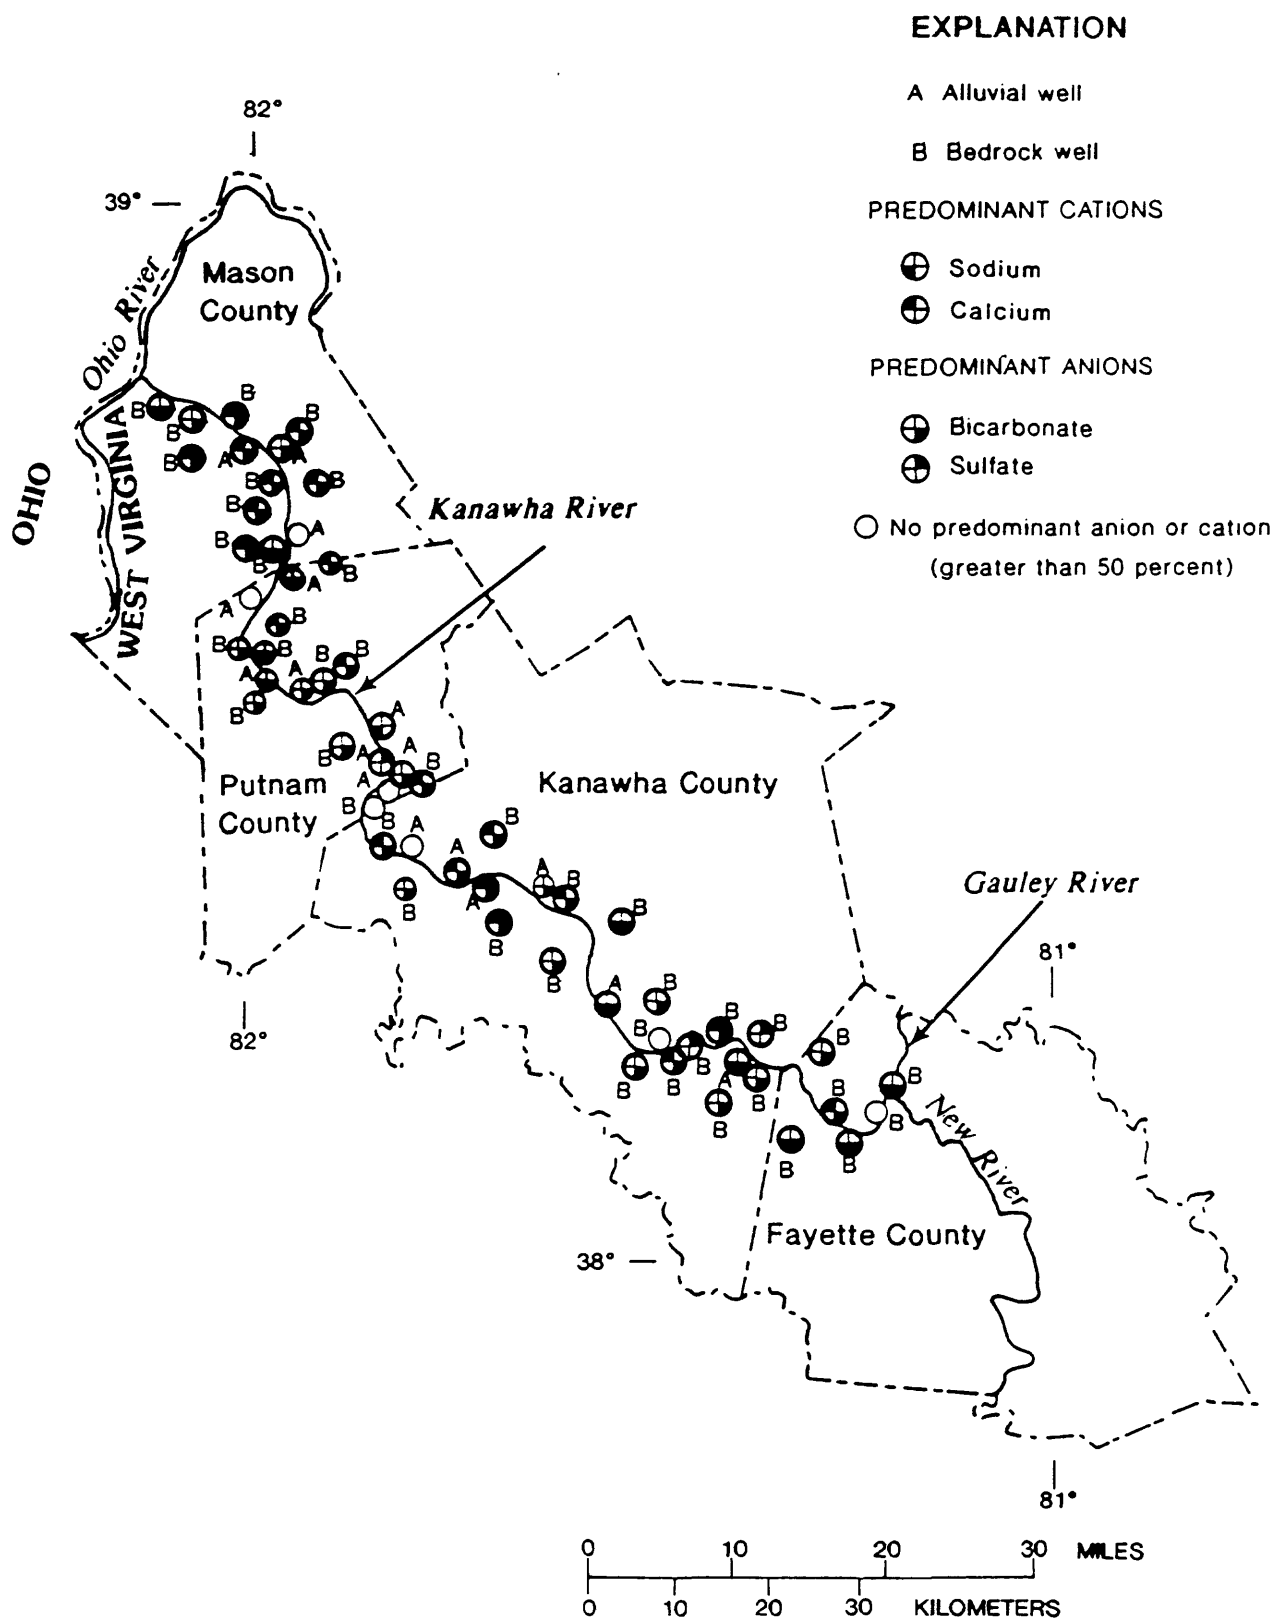 EXPLANATION
A Alluvial well
B Bedrock well
PREDOMINANT CATIONS
Sodium
Calcium
PREDOMINANT ANIONS
Bicarbonate
Sulfate
No predominant anion or cation
(greater than 50 percent)
82°
39°
Mason
County
Ohio River
OHIO
WEST VIRGINIA
B
B
B
B
A
A
B
B
B
B
A
B
B
Kanawha River
A
B
A
B
B
B
A
A
B
B
B
A
B
A
A
B
A
Putnam
County
B
B
A
Kanawha County
B
A
B
A
B
A
B
B
B
Gauley River
81°
82°
A
B
B
B
B
B
B
B
A
B
B
B
B
B
B
B
B
New River
Fayette County
38°
81°
0 10 20 30 MILES
0 10 20 30 KILOMETERS